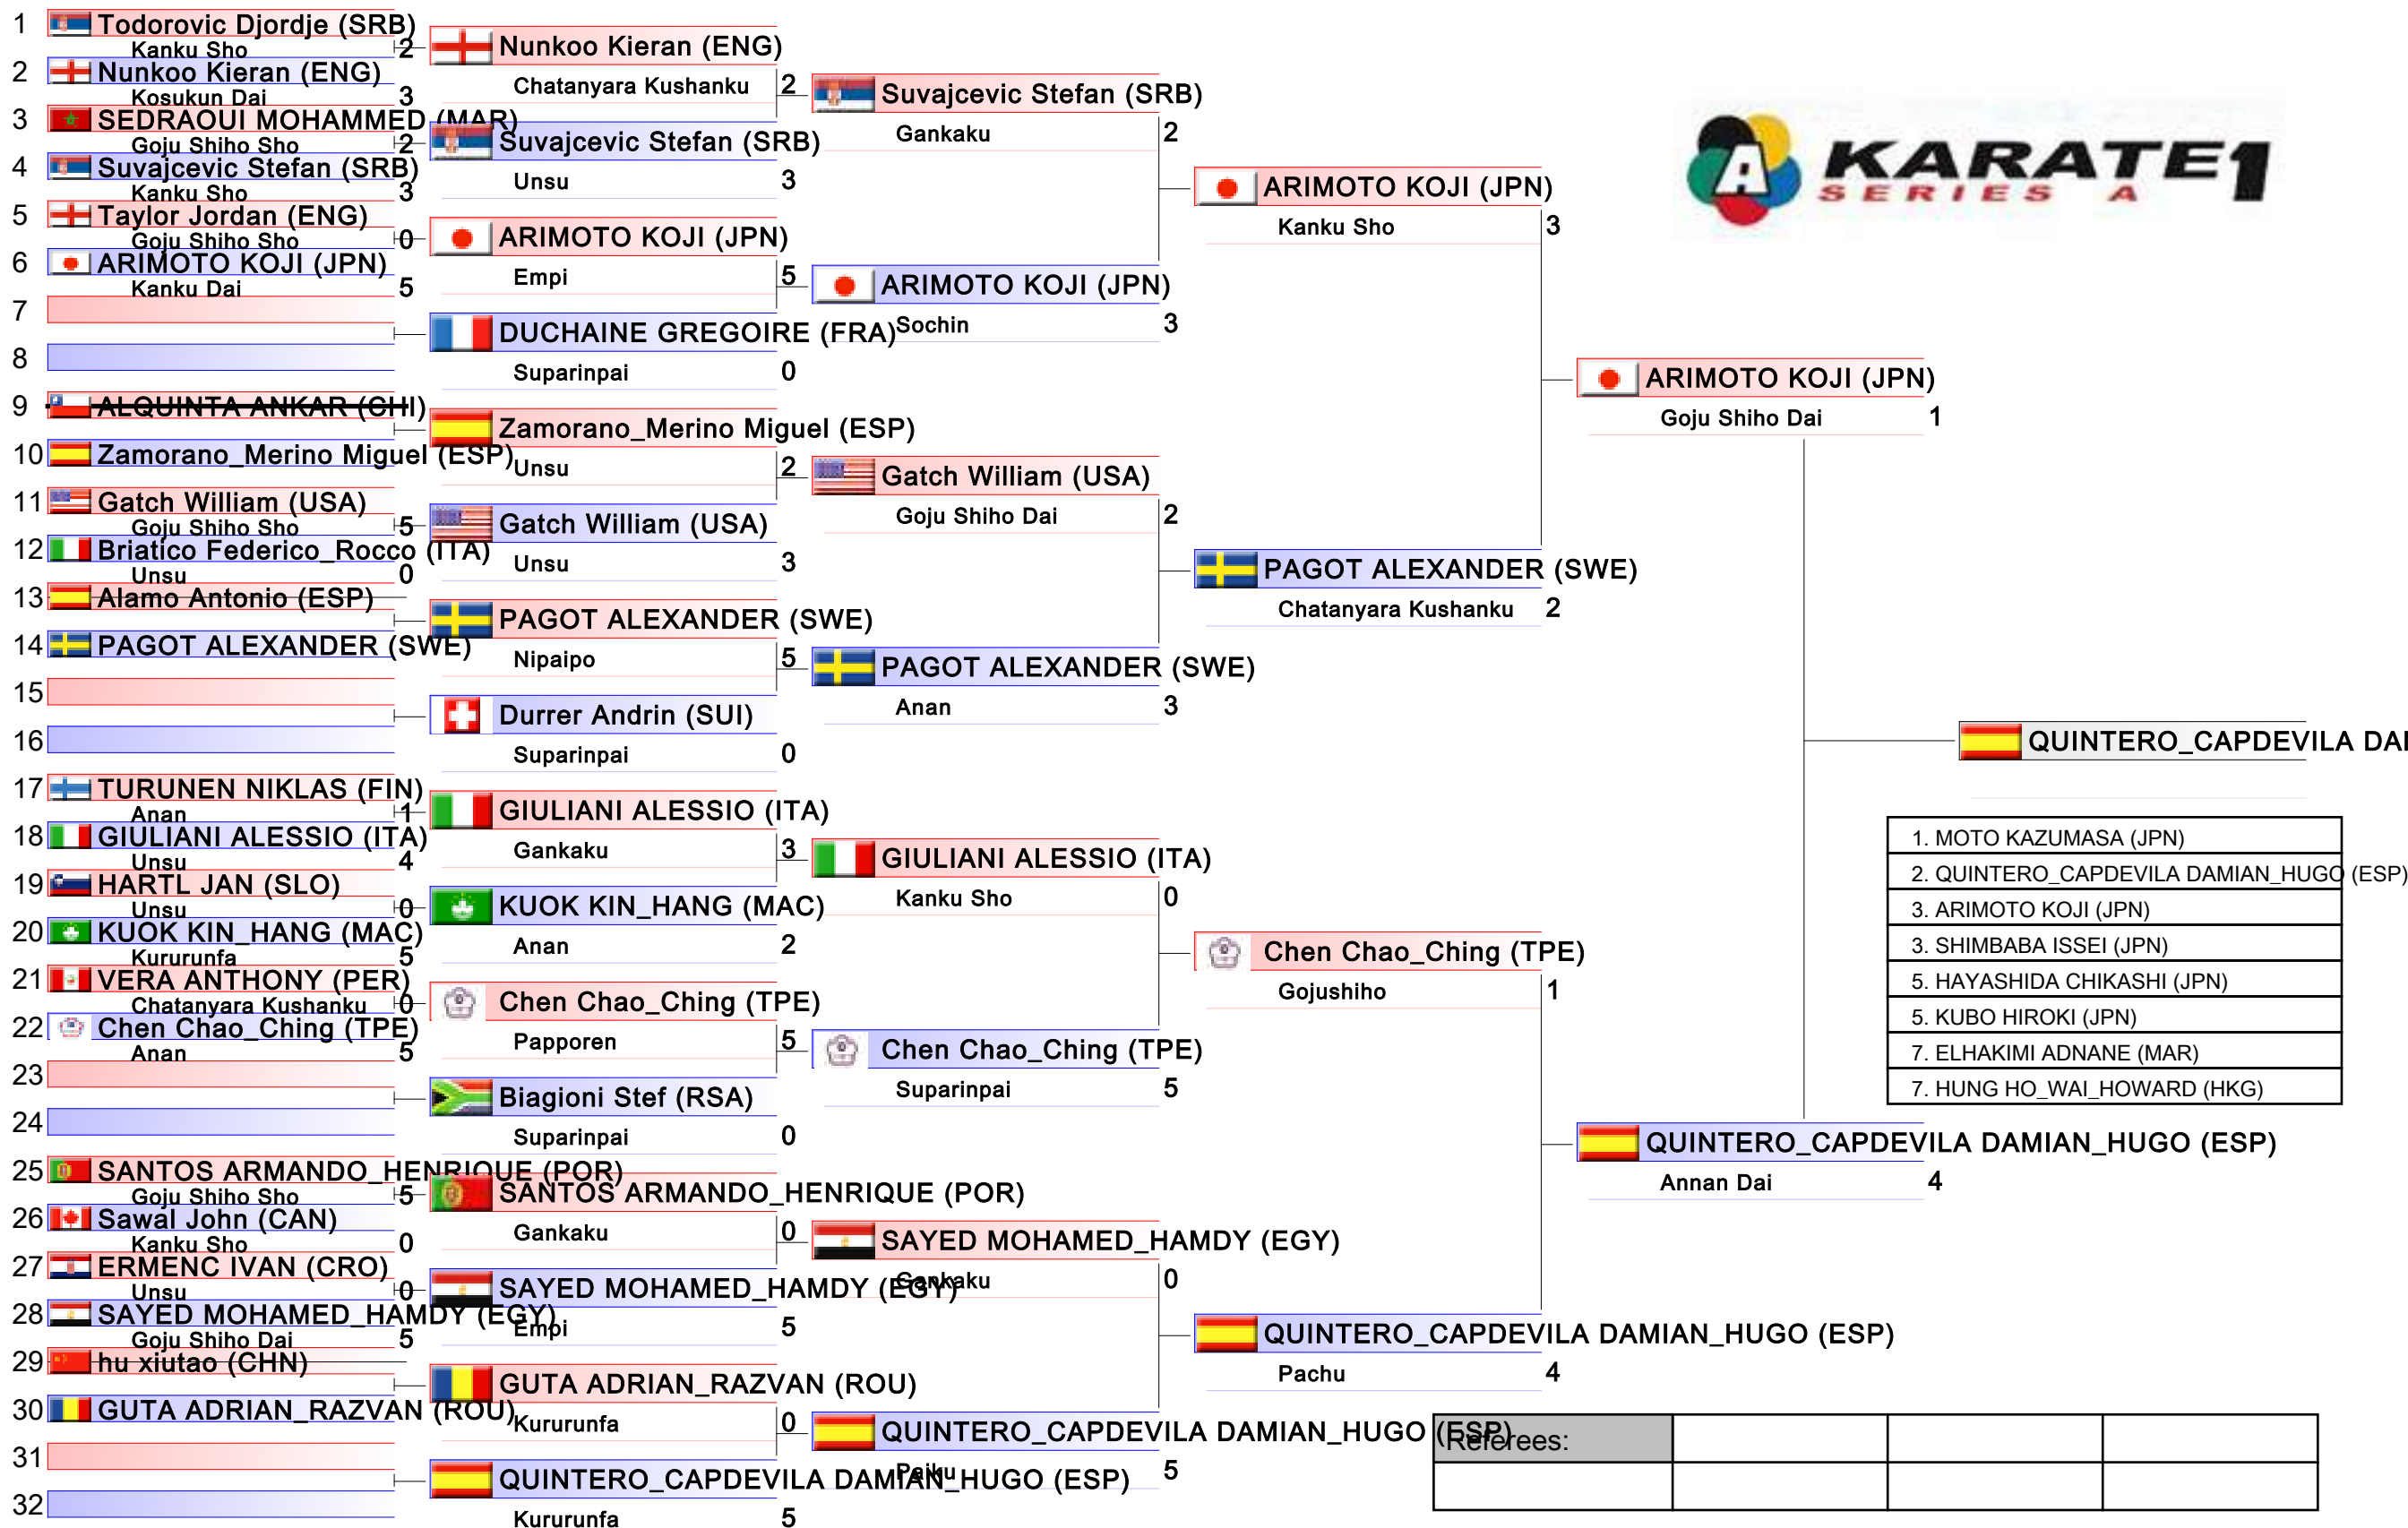 1 Todorovic Djordje (SRB)
Kanku Sho 2
2 Nunkoo Kieran (ENG)
Kosukun Dai 3
3 SEDRAOUI MOHAMMED (MAR)
Goju Shiho Sho 2
4 Suvajcevic Stefan (SRB)
Kanku Sho 3
5 Taylor Jordan (ENG)
Goju Shiho Sho 0
6 ARIMOTO KOJI (JPN)
Kanku Dai 5
7
8
9 ALQUINTA ANKAR (CHI)
10 Zamorano_Merino Miguel (ESP)
11 Gatch William (USA)
Goju Shiho Sho 5
12 Briatico Federico_Rocco (ITA)
Unsu 0
13 Alamo Antonio (ESP)
14 PAGOT ALEXANDER (SWE)
15
16
17 TURUNEN NIKLAS (FIN)
Anan 1
18 GIULIANI ALESSIO (ITA)
Unsu 4
19 HARTL JAN (SLO)
Unsu 0
20 KUOK KIN_HANG (MAC)
Kururunfa 5
21 VERA ANTHONY (PER)
Chatanyara Kushanku 0
22 Chen Chao_Ching (TPE)
Anan 5
23
24
25 SANTOS ARMANDO_HENRIQUE (POR)
Goju Shiho Sho 5
26 Sawal John (CAN)
Kanku Sho 0
27 ERMENC IVAN (CRO)
Unsu 0
28 SAYED MOHAMED_HAMDY (EGY)
Goju Shiho Dai 5
29 hu xiutao (CHN)
30 GUTA ADRIAN_RAZVAN (ROU)
31
32
Nunkoo Kieran (ENG)
Chatanyara Kushanku 2
Suvajcevic Stefan (SRB)
Unsu 3
ARIMOTO KOJI (JPN)
Empi 5
DUCHAINE GREGOIRE (FRA)
Suparinpai 0
Zamorano_Merino Miguel (ESP)
Unsu 2
Gatch William (USA)
Unsu 3
PAGOT ALEXANDER (SWE)
Nipaipo 5
Durrer Andrin (SUI)
Suparinpai 0
GIULIANI ALESSIO (ITA)
Gankaku 3
KUOK KIN_HANG (MAC)
Anan 2
Chen Chao_Ching (TPE)
Papporen 5
Biagioni Stef (RSA)
Suparinpai 0
SANTOS ARMANDO_HENRIQUE (POR)
Gankaku 0
SAYED MOHAMED_HAMDY (EGY)
Empi 5
GUTA ADRIAN_RAZVAN (ROU)
Kururunfa 0
QUINTERO_CAPDEVILA DAMIAN_HUGO (ESP)
Kururunfa 5
Suvajcevic Stefan (SRB)
Gankaku 2
ARIMOTO KOJI (JPN)
Sochin 3
Gatch William (USA)
Goju Shiho Dai 2
PAGOT ALEXANDER (SWE)
Anan 3
GIULIANI ALESSIO (ITA)
Kanku Sho 0
Chen Chao_Ching (TPE)
Suparinpai 5
SAYED MOHAMED_HAMDY (EGY)
Gankaku 0
QUINTERO_CAPDEVILA DAMIAN_HUGO (ESP)
Paiku 5
ARIMOTO KOJI (JPN)
Kanku Sho 3
PAGOT ALEXANDER (SWE)
Chatanyara Kushanku 2
Chen Chao_Ching (TPE)
Gojushiho 1
QUINTERO_CAPDEVILA DAMIAN_HUGO (ESP)
Pachu 4
ARIMOTO KOJI (JPN)
Goju Shiho Dai 1
QUINTERO_CAPDEVILA DAMIAN_HUGO (ESP)
Annan Dai 4
A KARATE1
SERIES A
QUINTERO_CAPDEVILA DAI
1. MOTO KAZUMASA (JPN)
2. QUINTERO_CAPDEVILA DAMIAN_HUGO (ESP)
3. ARIMOTO KOJI (JPN)
3. SHIMBABA ISSEI (JPN)
5. HAYASHIDA CHIKASHI (JPN)
5. KUBO HIROKI (JPN)
7. ELHAKIMI ADNANE (MAR)
7. HUNG HO_WAI_HOWARD (HKG)
Referees: